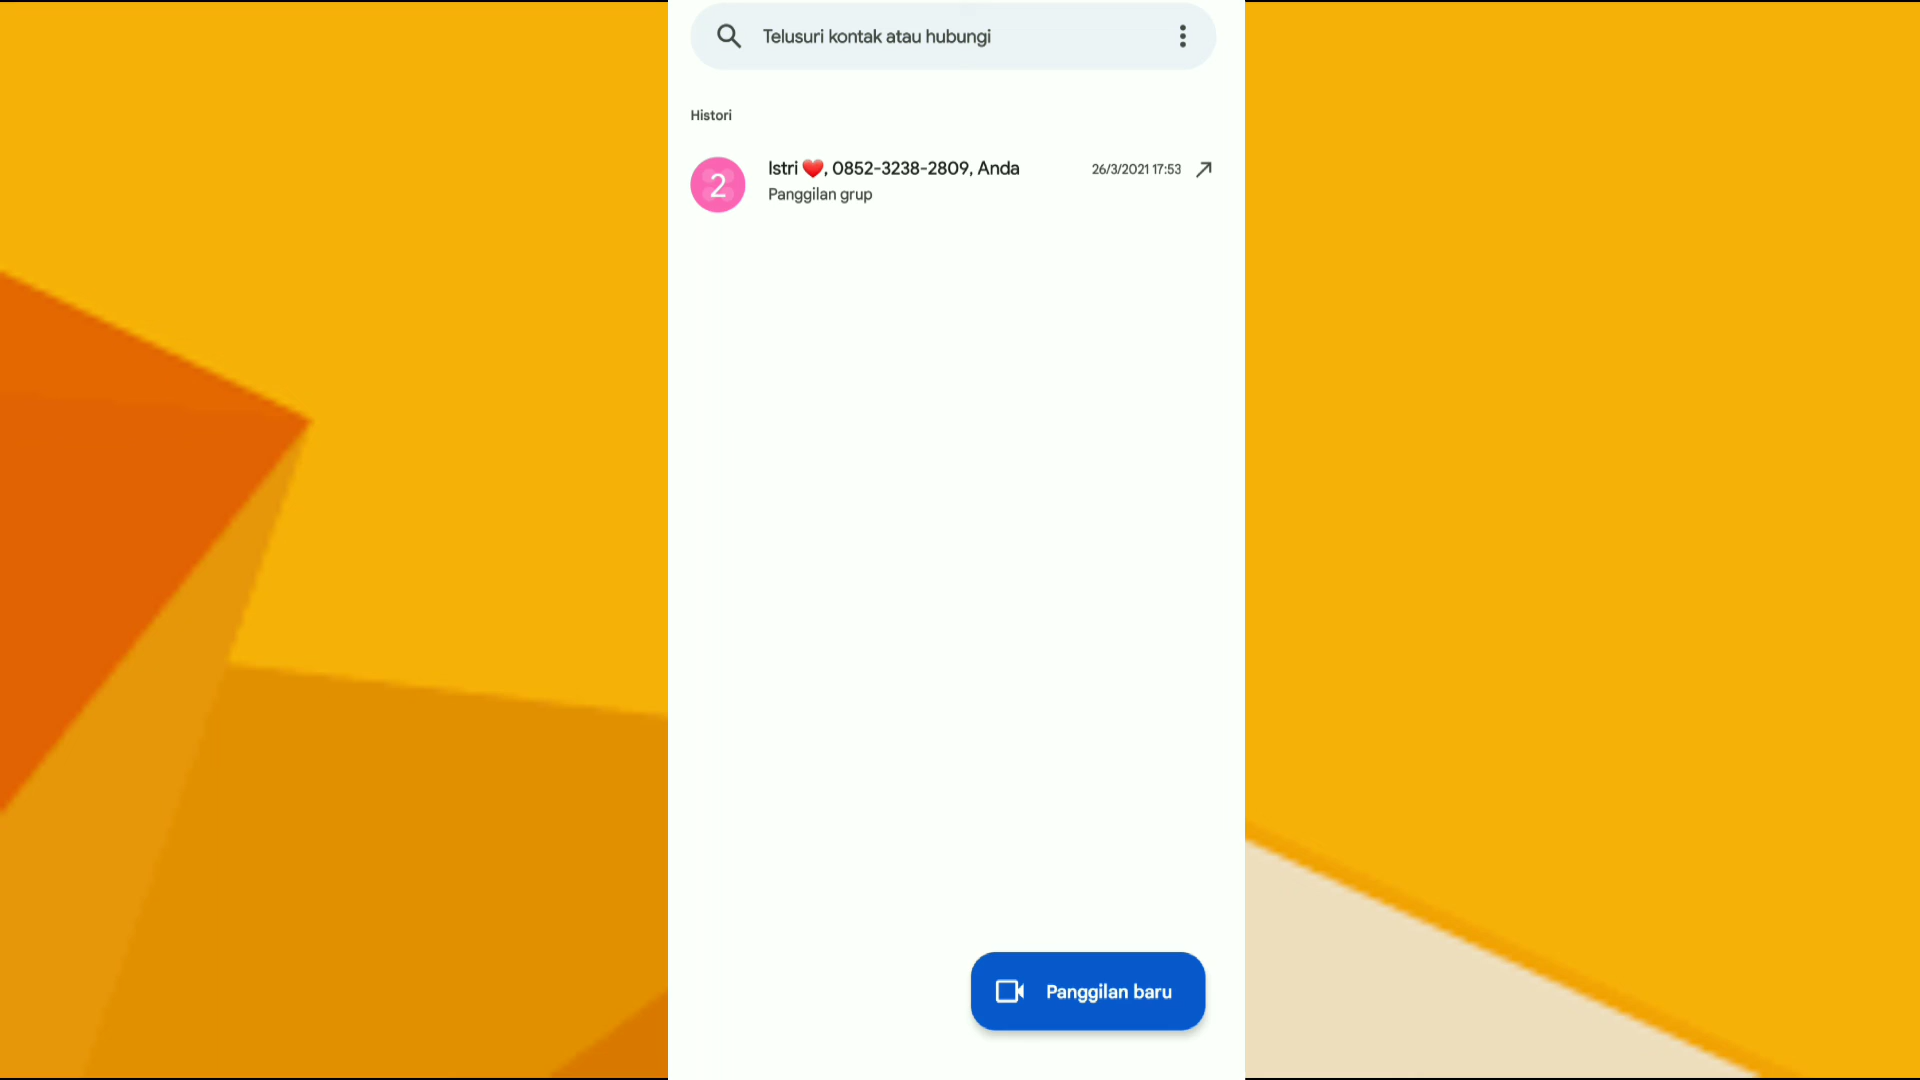 Telusuri kontak atau hubungi
Histori
2
Istri ❤️, 0852-3238-2809, Anda
26/3/2021 17:53
Panggilan grup
Panggilan baru